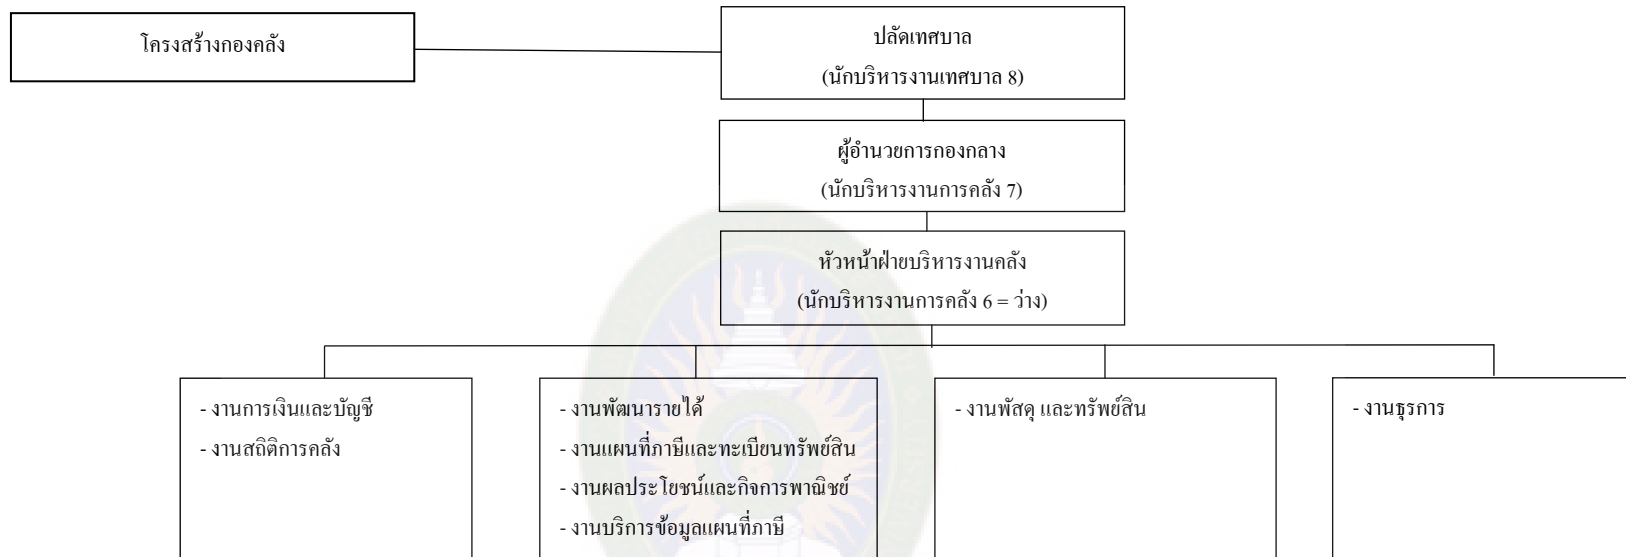 โครงสร้างกองคลัง
ปลัดเทศบาล
(นักบริหารงานเทศบาล 8)
ผู้อำนวยการกองกลาง
(นักบริหารงานการคลัง 7)
หัวหน้าฝ่ายบริหารงานคลัง
(นักบริหารงานการคลัง 6 = ว่าง)
- งานการเงินและบัญชี
- งานสถิติการคลัง
- งานพัฒนารายได้
- งานแผนที่ภาษีและทะเบียนทรัพย์สิน
- งานผลประโยชน์และกิจการพาณิชย์
- งานบริการข้อมูลแผนที่ภาษี
- งานพัสดุ และทรัพย์สิน
- งานธุรการ